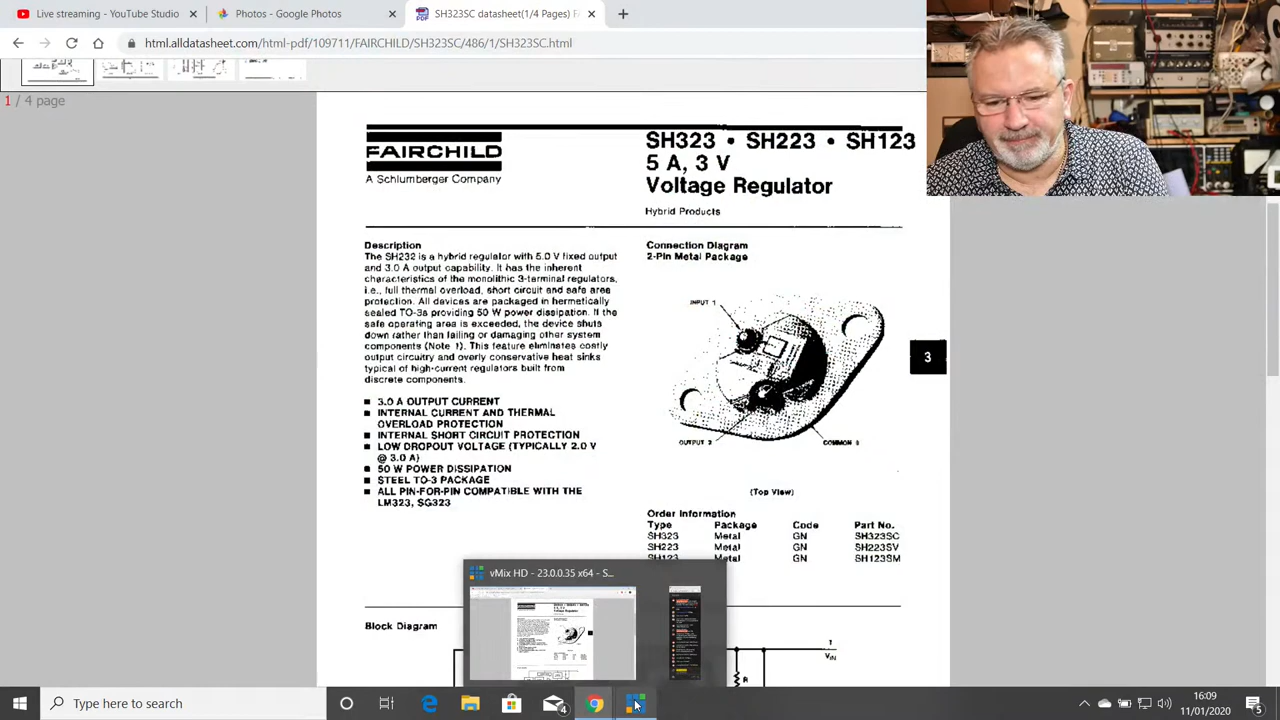 Live streaming - YouTube Studio
Photos - Goo
SH323SC datasheet(1/4 Pages) F
html.alldatasheet.com/html-pdf/109711/FAIRCHILD/SH323SC/486/1/SH323SC.html
1 / 4 page
FAIRCHILD
A Schlumberger Company
SH323 • SH223 • SH123
5 A, 3 V
Voltage Regulator
Hybrid Products
Description
The SH232 is a hybrid regulator with 5.0 V fixed output
and 3.0 A output capability. It has the inherent
characteristics of the monolithic 3-terminal regulators,
i.e., full thermal overload, short circuit and safe area
protection. All devices are packaged in hermetically
sealed TO-3s providing 50 W power dissipation. If the
safe operating area is exceeded, the device shuts
down rather than failing or damaging other system
components (Note 1). This feature eliminates costly
output circuitry and overly conservative heat sinks
typical of high-current regulators built from
discrete components.
■ 3.0 A OUTPUT CURRENT
■ INTERNAL CURRENT AND THERMAL
OVERLOAD PROTECTION
■ INTERNAL SHORT CIRCUIT PROTECTION
■ LOW DROPOUT VOLTAGE (TYPICALLY 2.0 V
@ 3.0 A)
■ 50 W POWER DISSIPATION
■ STEEL TO-3 PACKAGE
■ ALL PIN-FOR-PIN COMPATIBLE WITH THE
LM323, SG323
Connection Diagram
2-Pin Metal Package
INPUT 1
OUTPUT 2
COMMON 3
(Top View)
3
Order Information
Type Package Code Part No.
SH323 Metal GN SH323SC
SH223 Metal GN SH223SV
SH123 Metal GN SH123SM
Block Diagram
1
VIN
R
vMix HD - 23.0.0.35 x64 - S...
Type here to search
4
16:09
11/01/2020
5